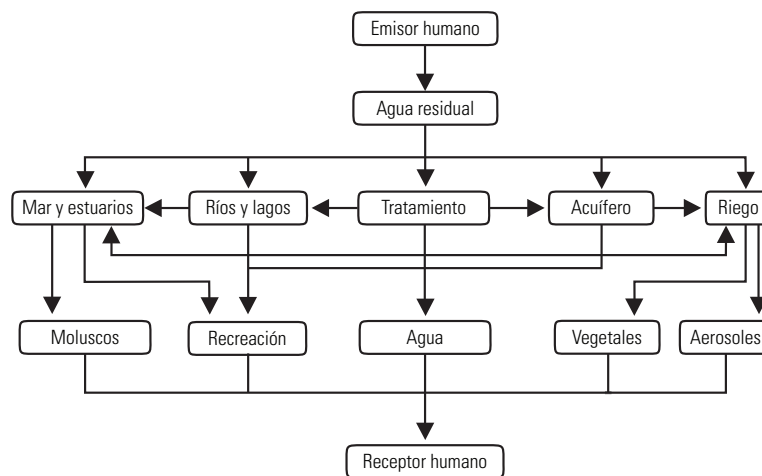 Emisor humano
Agua residual
Mar y estuarios
Ríos y lagos
Tratamiento
Acuífero
Riego
Moluscos
Recreación
Agua
Vegetales
Aerosoles
Receptor humano